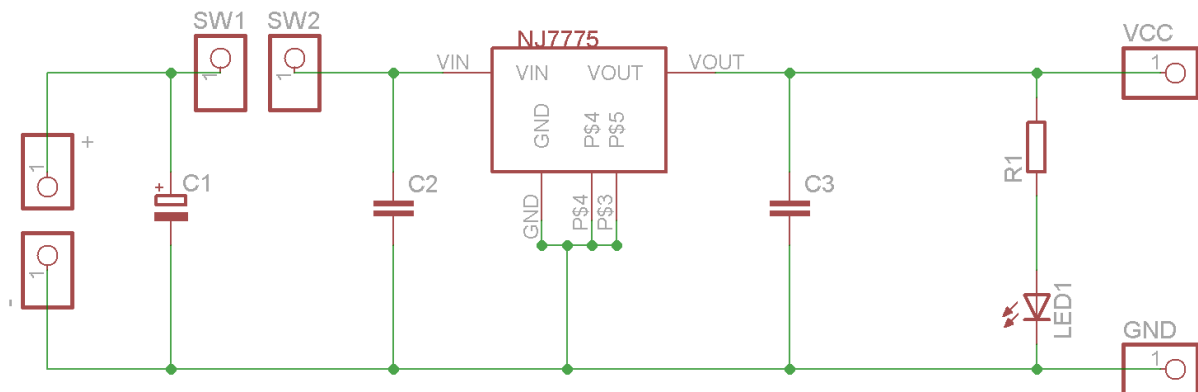 SW1
SW2
NJ7775
VCC
VIN
VIN
VOUT
VOUT
1
1
1
GND
P$4
P$5
+
1
+
C1
C2
C3
R1
GND
P$4
P$3
1
-
LED1
GND
1